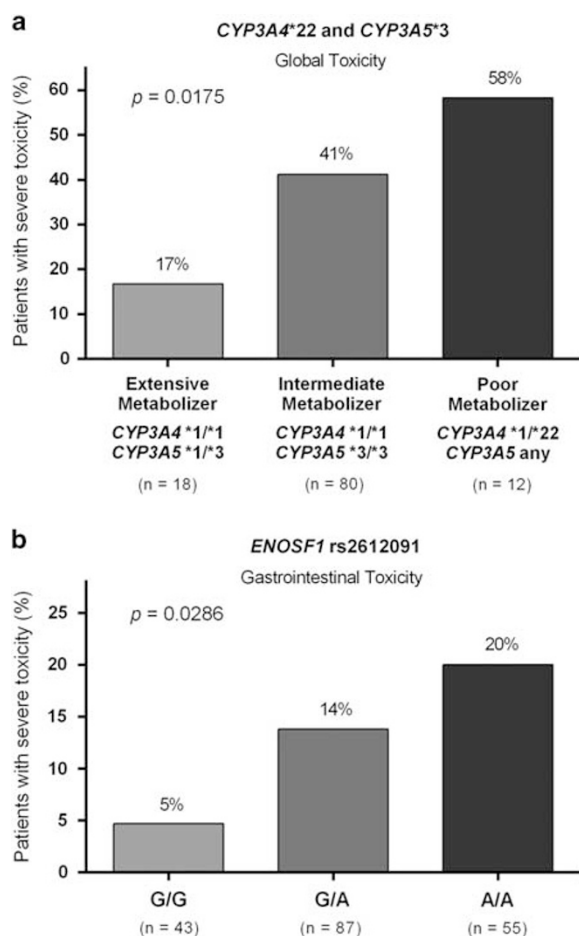 a
CYP3A4*22 and CYP3A5*3
Global Toxicity
Patients with severe toxicity (%)
p = 0.0175
60
50
40
30
20
10
0
17%
41%
58%
Extensive Metabolizer
CYP3A4 *1/*1
CYP3A5 *1/*3
(n = 18)
Intermediate Metabolizer
CYP3A4 *1/*1
CYP3A5 *3/*3
(n = 80)
Poor Metabolizer
CYP3A4 *1/*22
CYP3A5 any
(n = 12)
b
ENOSF1 rs2612091
Gastrointestinal Toxicity
Patients with severe toxicity (%)
p = 0.0286
25
20
15
10
5
0
5%
14%
20%
G/G
(n = 43)
G/A
(n = 87)
A/A
(n = 55)